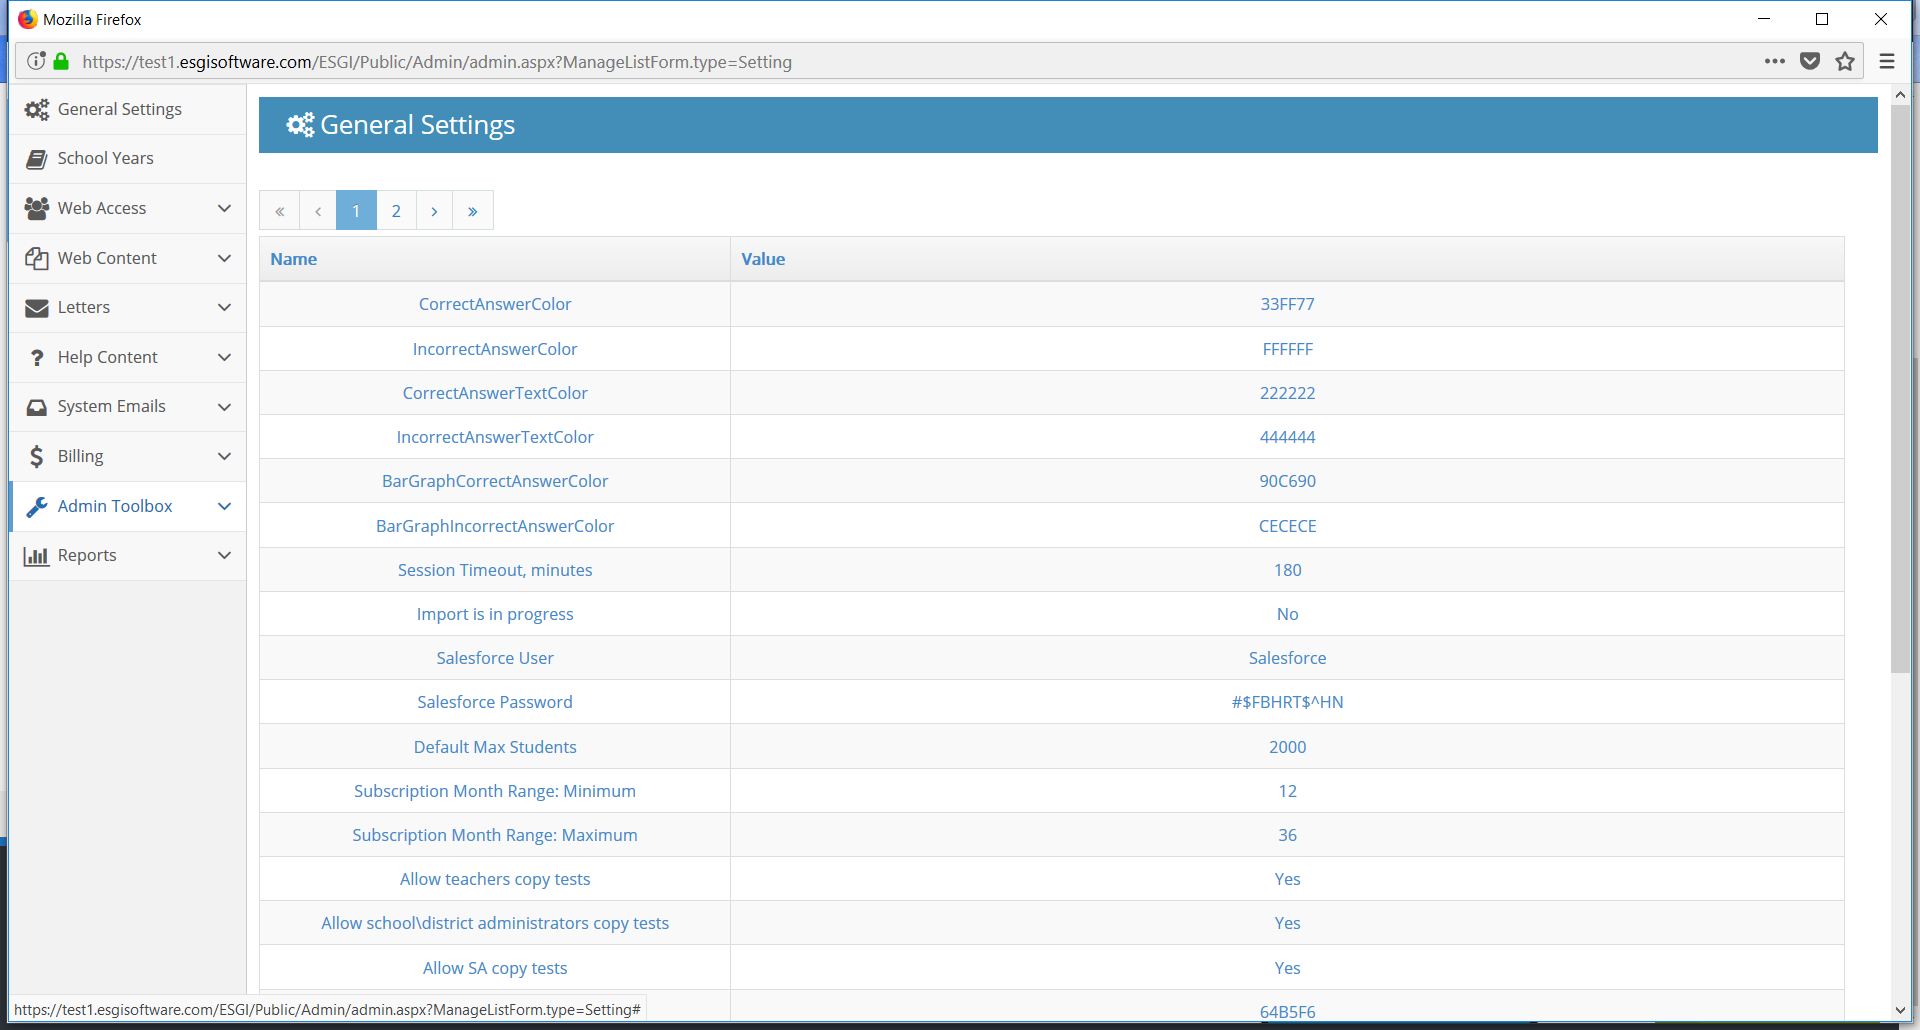 Mozilla Firefox
https://test1.esgisoftware.com/ESGI/Public/Admin/admin.aspx?ManageListForm.type=Setting
General Settings
School Years
Web Access
Web Content
Letters
Help Content
System Emails
Billing
Admin Toolbox
Reports
General Settings
« ‹ 1 2 › »
Name Value
CorrectAnswerColor 33FF77
IncorrectAnswerColor FFFFFF
CorrectAnswerTextColor 222222
IncorrectAnswerTextColor 444444
BarGraphCorrectAnswerColor 90C690
BarGraphIncorrectAnswerColor CECECE
Session Timeout, minutes 180
Import is in progress No
Salesforce User Salesforce
Salesforce Password #$FBHRT$^HN
Default Max Students 2000
Subscription Month Range: Minimum 12
Subscription Month Range: Maximum 36
Allow teachers copy tests Yes
Allow school\district administrators copy tests Yes
Allow SA copy tests Yes
64B5F6
https://test1.esgisoftware.com/ESGI/Public/Admin/admin.aspx?ManageListForm.type=Setting#